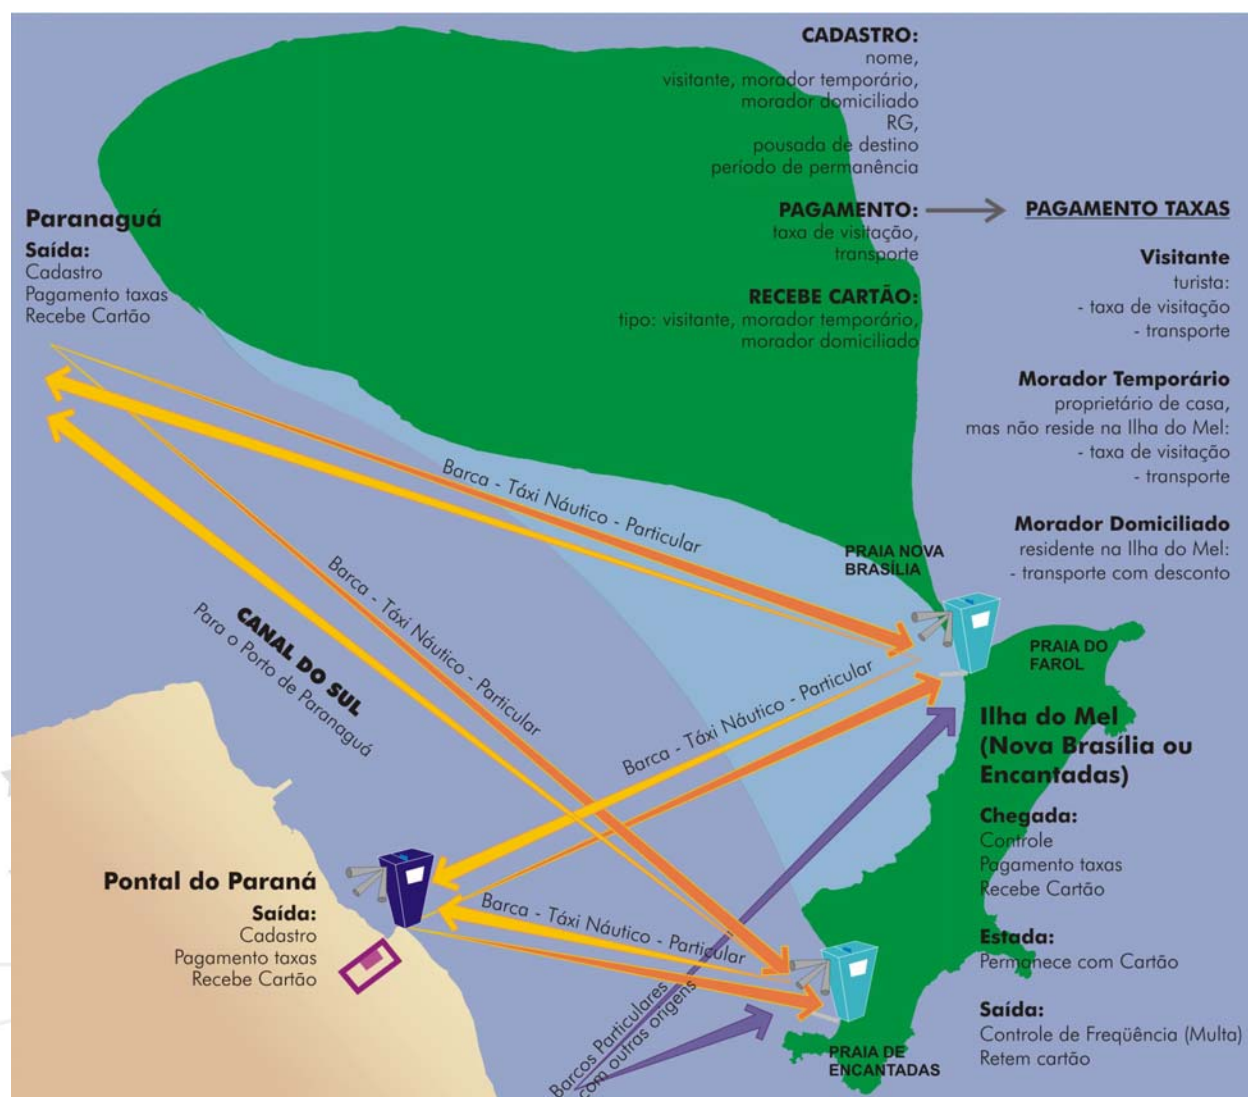 CADASTRO:
nome,
visitante, morador temporário,
morador domiciliado
RG,
pousada de destino
periodo de permanência
PAGAMENTO:
taxa de visitação,
transporte
RECEBE CARTÃO:
tipo: visitante, morador temporário,
morador domiciliado
PAGAMENTO TAXAS
Visitante
turista:
- taxa de visitação
- transporte
Morador Temporário
proprietário de casa,
mas não reside na Ilha do Mel:
- taxa de visitação
- transporte
Morador Domiciliado
residente na Ilha do Mel:
- transporte com desconto
Paranaguá
Saída:
Cadastro
Pagamento taxas
Recebe Cartão
Barca - Táxi Náutico - Particular
Barca - Táxi Náutico - Particular
CANAL DO SUL
Para o Porto de Paranaguá
PRAIA NOVA
BRASÍLIA
PRAIA DO
FAROL
Barca - Táxi Náutico - Particular
Ilha do Mel
(Nova Brasília ou
Encantadas)
Chegada:
Controle
Pagamento taxas
Recebe Cartão
Estada:
Permanece com Cartão
Saída:
Controle de Freqüência (Multa)
Retem cartão
Pontal do Paraná
Saída:
Cadastro
Pagamento taxas
Recebe Cartão
Barca - Táxi Náutico - Particular
Barcos Particulares
com outras origens
PRAIA DE
ENCANTADAS